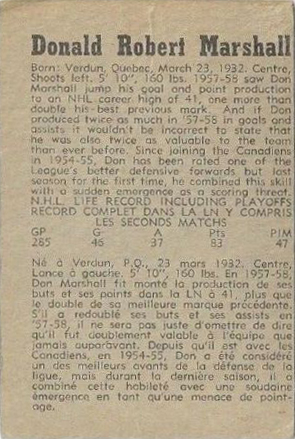 Donald Robert Marshall
Born: Verdun, Quebec, March 23, 1932. Centre,
Shoots left. 5' 10", 160 lbs. 1957-58 saw Don
Marshall jump his goal and point production
to an NHL career high of 41, one more than
double his best previous mark. And if Don
produced twice as much in '57-58 in goals and
assists it wouldn't be incorrect to state that
he was also twice as valuable to the team
than ever before. Since joining the Canadiens
in 1954-55, Don has been rated one of the
League's better defensive forwards but last
season for the first time, he combined this skill
with a sudden emergence as a scoring threat.
N.H.L. LIFE RECORD INCLUDING PLAYOFFS
RECORD COMPLET DANS LA LN Y COMPRIS
LES SECONDS MATCHS
GP G A Pts PIM
285 46 37 83 47
Né à Verdun, P.Q., 23 mars 1932. Centre,
Lance à gauche. 5' 10", 160 lbs. En 1957-58,
Don Marshall fit monté la production de ses
buts et ses points dans la LN à 41, plus que
le double de sa meilleure marque précédente.
S'il a redoublé ses buts et ses assists en
'57-58, il ne sera pas juste d'omettre de dire
qu'il fut doublement valable à l'équipe que
jamais auparavant. Depuis qu'il est avec les
Canadiens, en 1954-55, Don a été considéré
un des meilleurs avants de la défense de la
ligue, mais durant la dernière saison, il a
combiné cette habileté avec une soudaine
émergence en tant qu'une menace de point-
age.